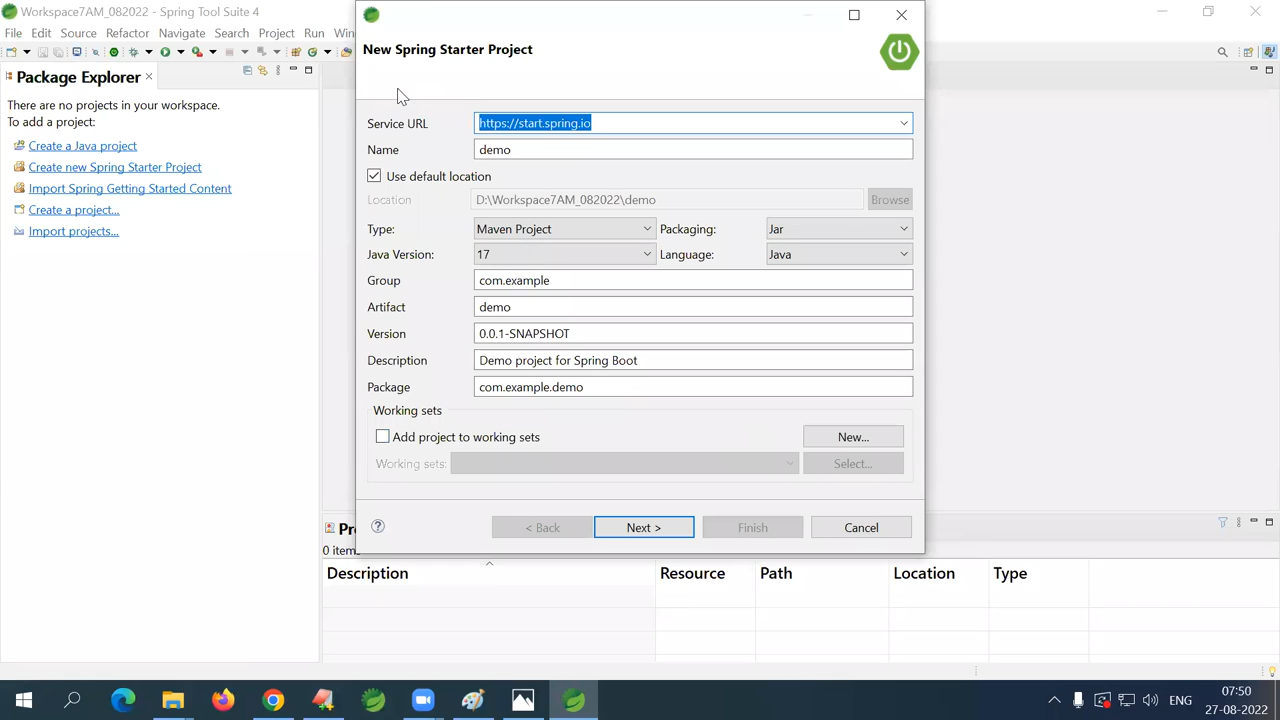 Workspace7AM_082022 - Spring Tool Suite 4
File Edit Source Refactor Navigate Search Project Run Win
Package Explorer
There are no projects in your workspace.
To add a project:
Create a Java project
Create new Spring Starter Project
Import Spring Getting Started Content
Create a project...
Import projects...
New Spring Starter Project
Service URL https://start.spring.io
Name demo
Use default location
Location D:\Workspace7AM_082022\demo Browse
Type: Maven Project Packaging: Jar
Java Version: 17 Language: Java
Group com.example
Artifact demo
Version 0.0.1-SNAPSHOT
Description Demo project for Spring Boot
Package com.example.demo
Working sets
Add project to working sets New...
Working sets: Select...
< Back Next > Finish Cancel
Pr
0 item
Description Resource Path Location Type
ENG 07:50
27-08-2022